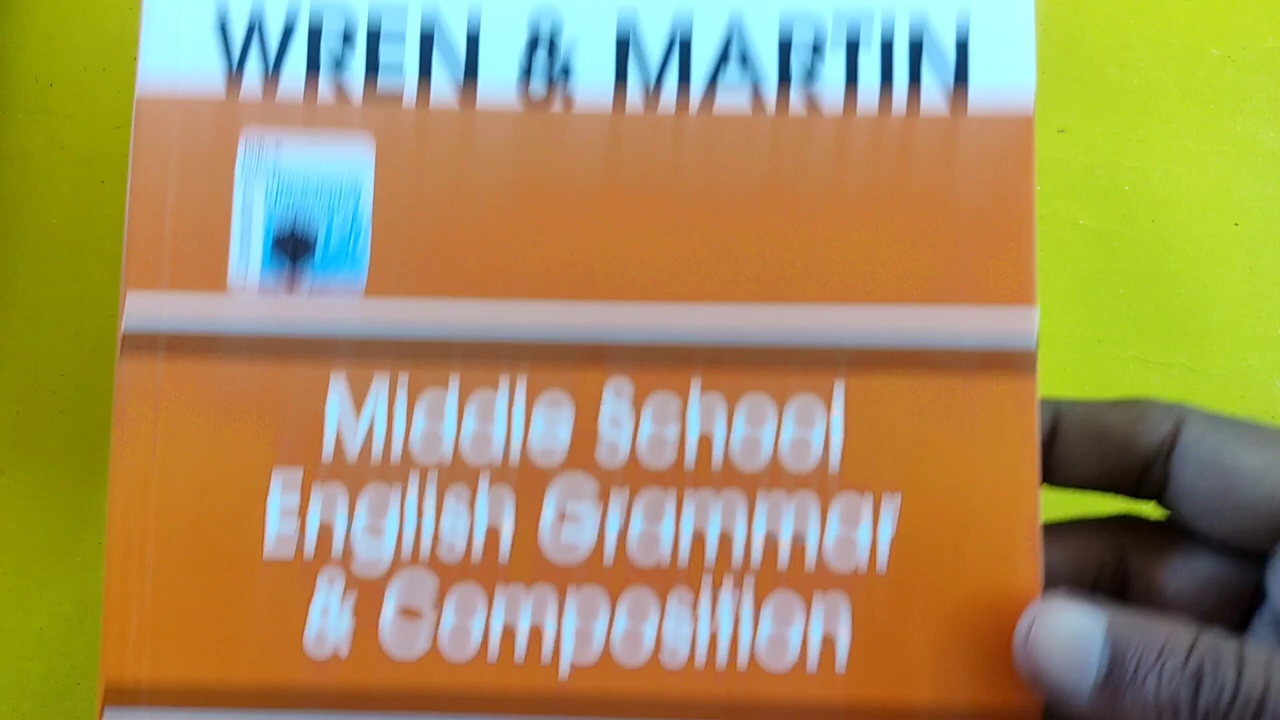 WREN & MARTIN
Middle School
English Grammar
& Composition